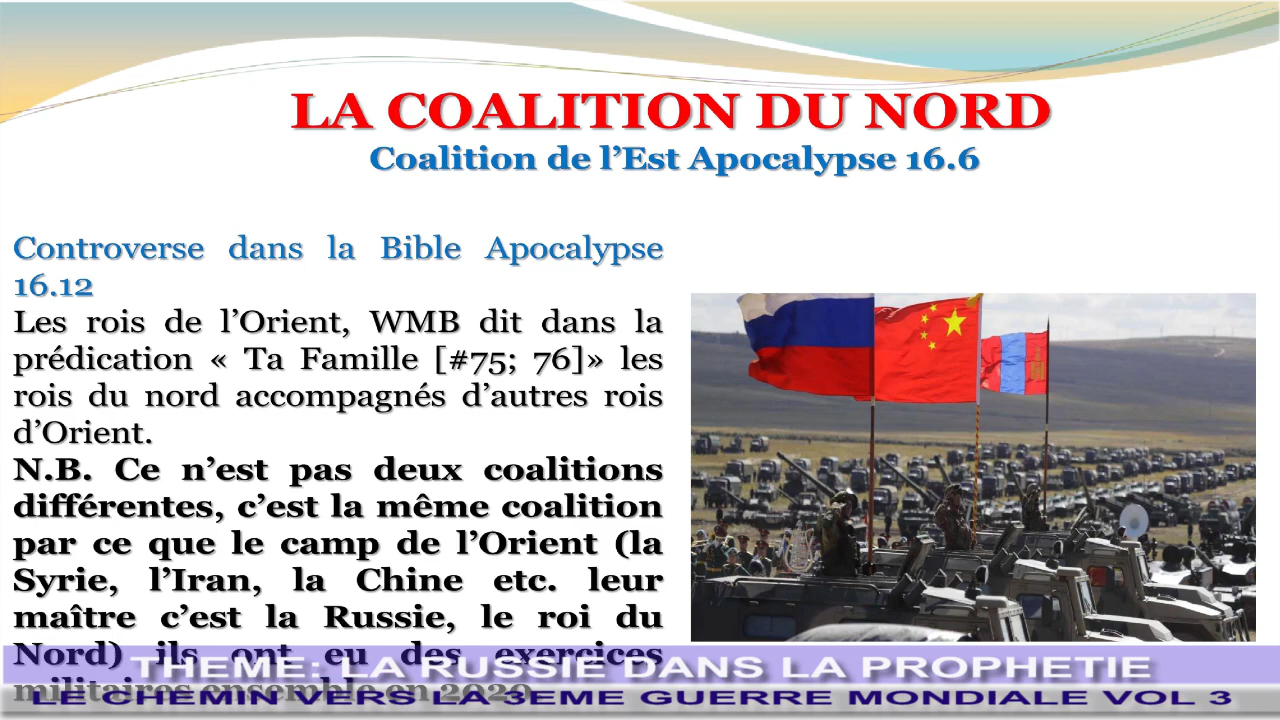 LA COALITION DU NORD
Coalition de l’Est Apocalypse 16.6
Controverse dans la Bible Apocalypse
16.12
Les rois de l’Orient, WMB dit dans la
prédication « Ta Famille [#75; 76]» les
rois du nord accompagnés d’autres rois
d’Orient.
N.B. Ce n’est pas deux coalitions
différentes, c’est la même coalition
par ce que le camp de l’Orient (la
Syrie, l’Iran, la Chine etc. leur
maître c’est la Russie, le roi du
Nord) ils ont eu des exercices
militaires ensemble en 2020.
THEME: LA RUSSIE DANS LA PROPHETIE
LE CHEMIN VERS LA 3EME GUERRE MONDIALE VOL 3